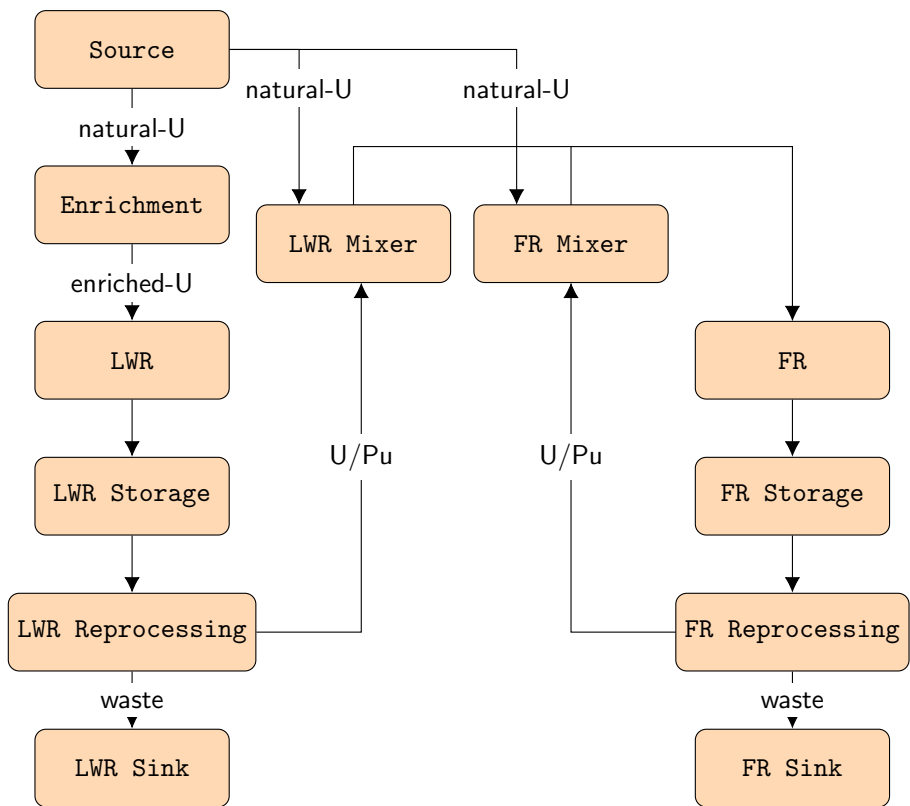 Source
natural-U
natural-U
natural-U
Enrichment
LWR Mixer
FR Mixer
enriched-U
LWR
FR
U/Pu
U/Pu
LWR Storage
FR Storage
LWR Reprocessing
FR Reprocessing
waste
waste
LWR Sink
FR Sink